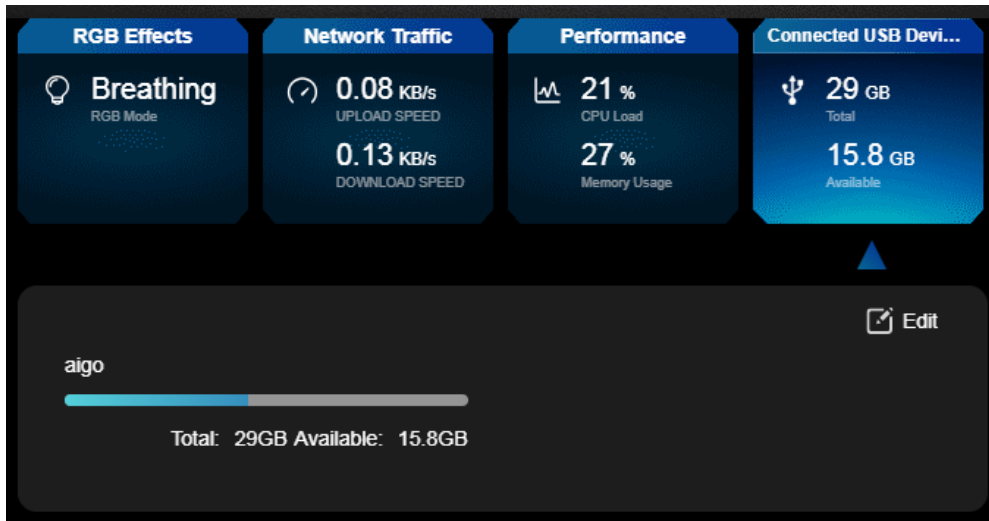 RGB Effects
Breathing
RGB Mode
Network Traffic
0.08 KB/s
UPLOAD SPEED
0.13 KB/s
DOWNLOAD SPEED
Performance
21 %
CPU Load
27 %
Memory Usage
Connected USB Devi...
29 GB
Total
15.8 GB
Available
Edit
aigo
Total: 29GB Available: 15.8GB